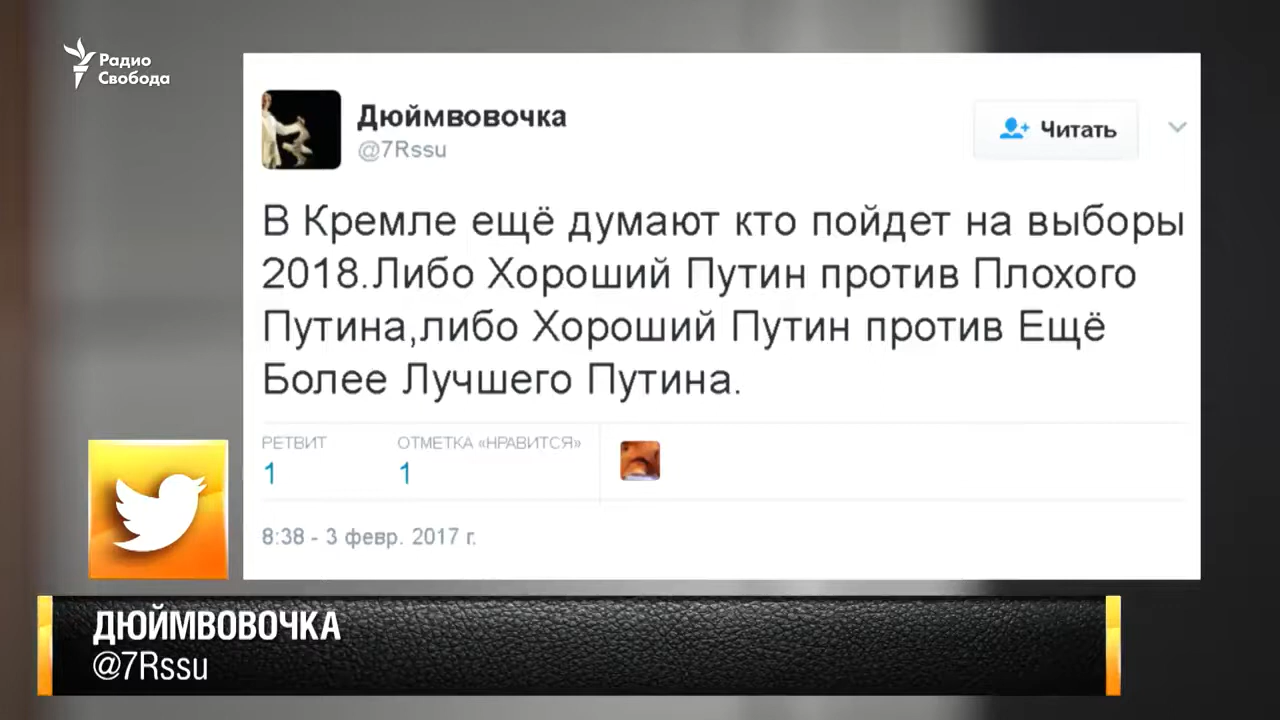 Радио
Свобода
Дюймвовочка
@7Rssu
Читать
В Кремле ещё думают кто пойдет на выборы
2018.Либо Хороший Путин против Плохого
Путина,либо Хороший Путин против Ещё
Более Лучшего Путина.
РЕТВИТ ОТМЕТКА «НРАВИТСЯ»
1 1
8:38 - 3 февр. 2017 г.
ДЮЙМВОВОЧКА
@7Rssu